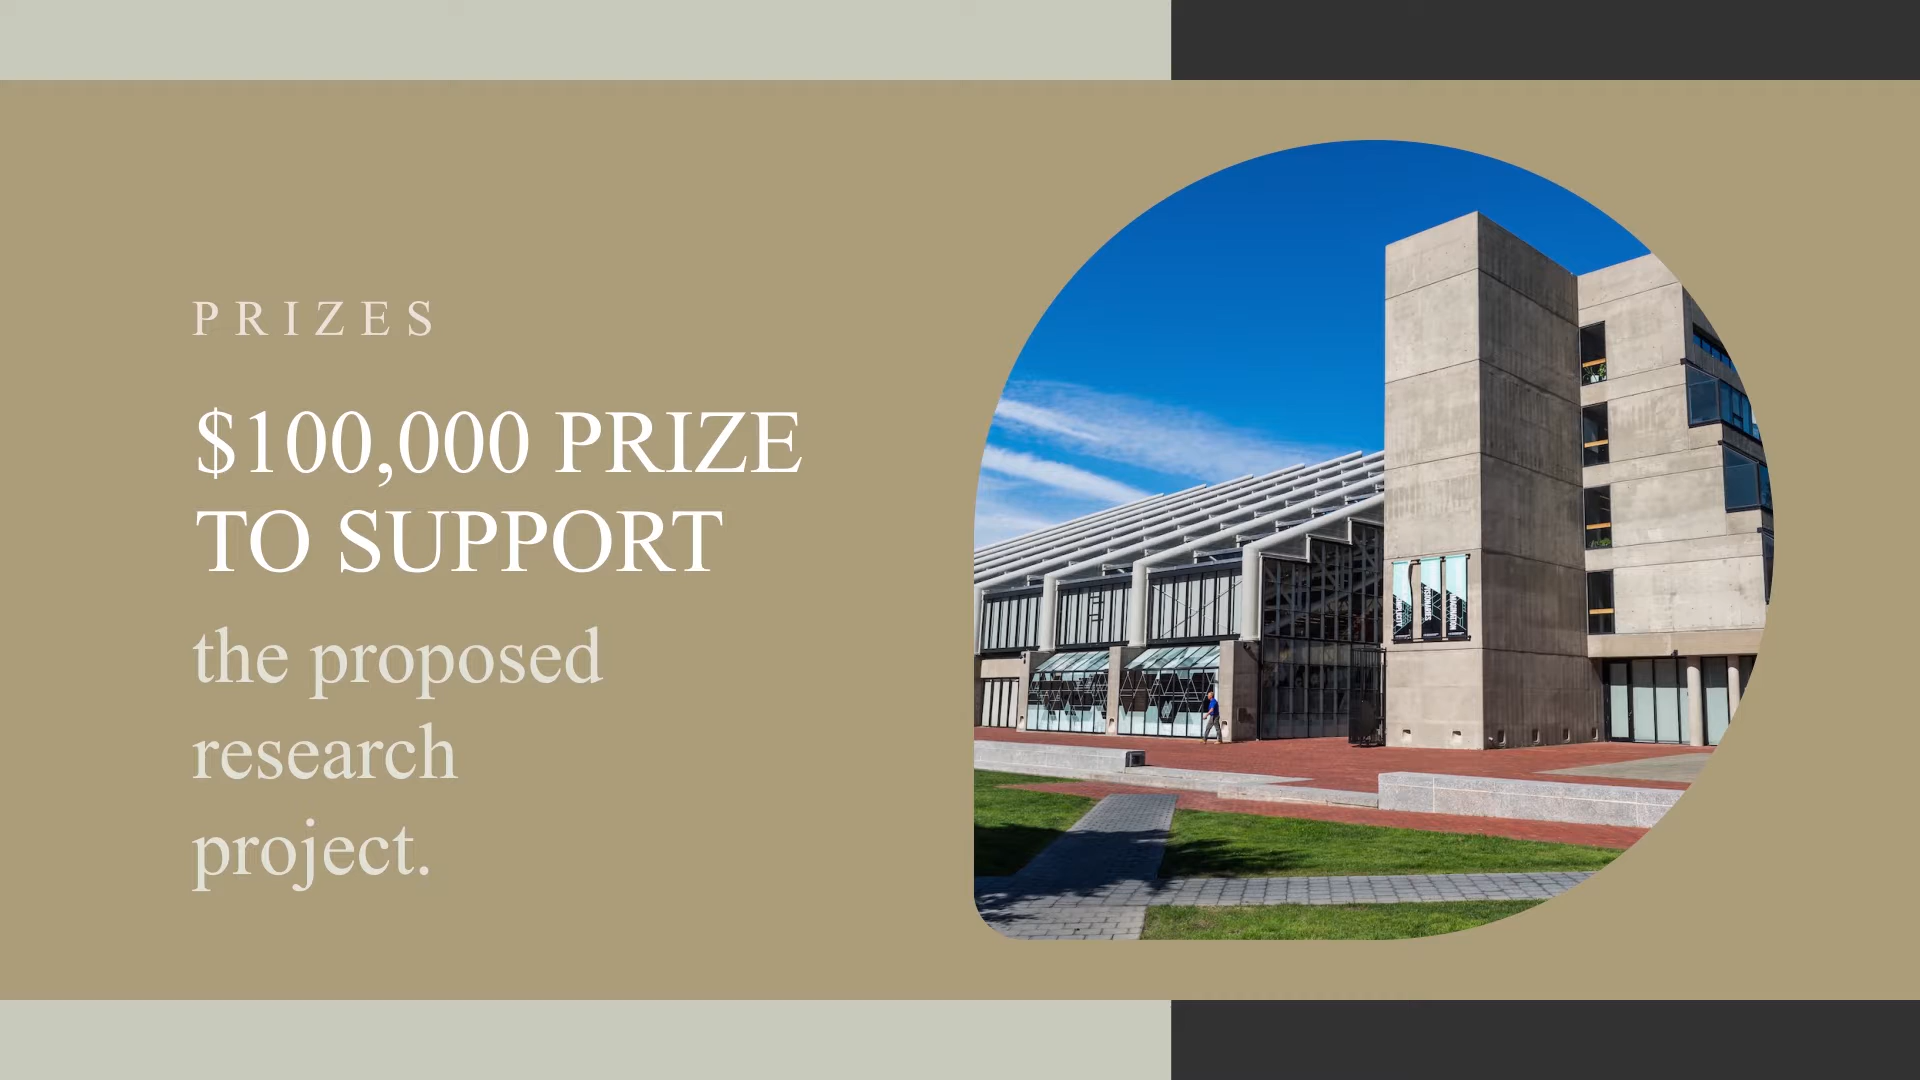 PRIZES
$100,000 PRIZE
TO SUPPORT
the proposed
research
project.